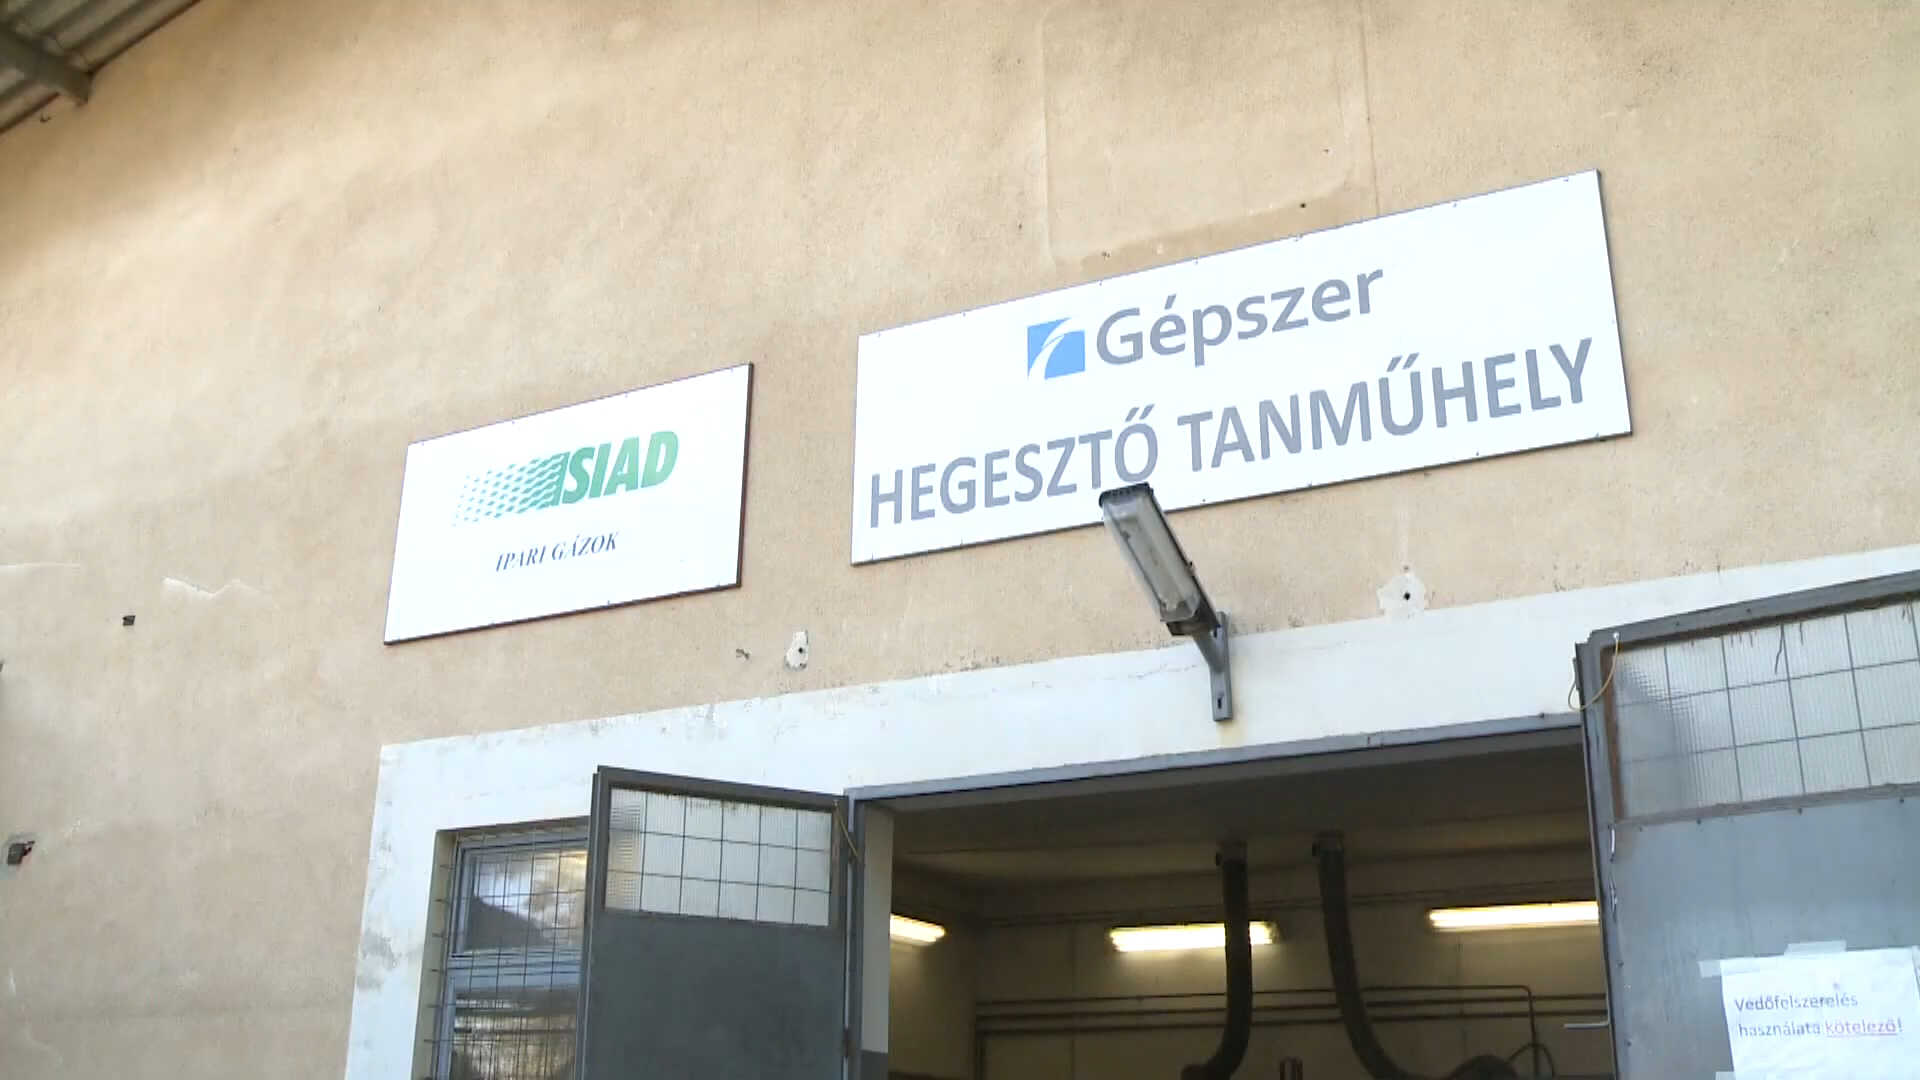 SIAD
IPARI GÁZOK
Gépszer
HEGESZTŐ TANMŰHELY
Védőfelszerelés
használata kötelező!